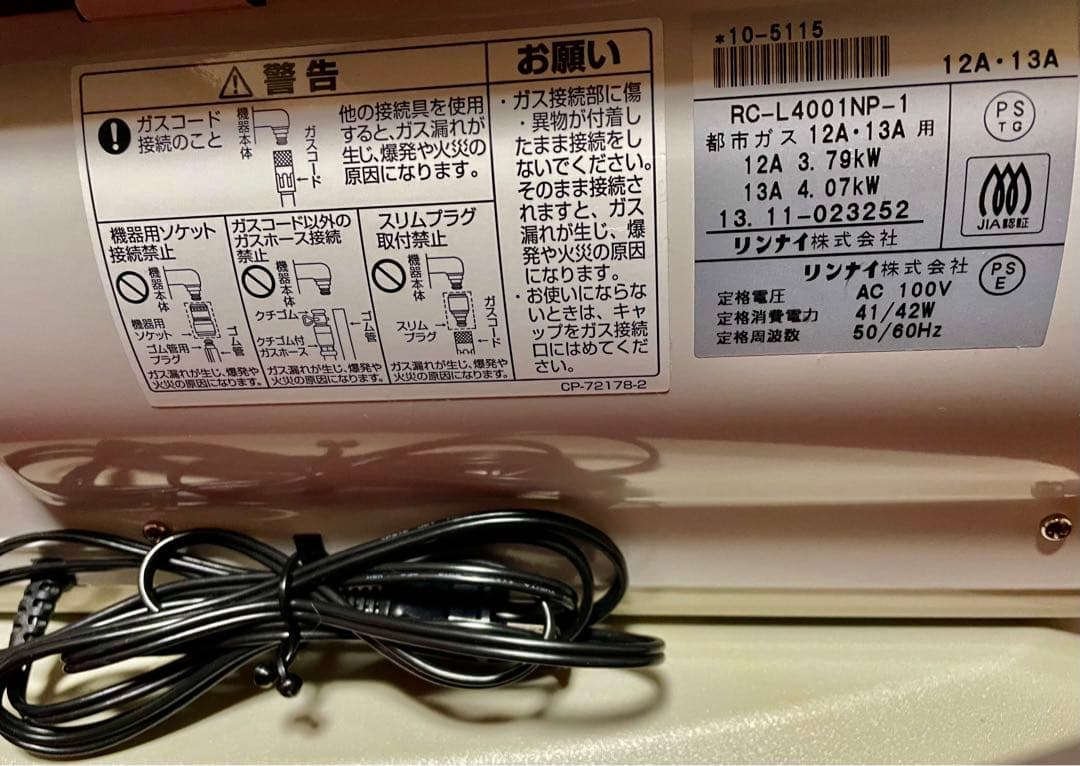 警告
ガスコード
接続のこと
機器本体
ガスコード
他の接続具を使用
すると、ガス漏れが
生じ、爆発や火災の
原因になります。
機器用ソケット
接続禁止
機器本体
機器用
ソケット
ゴム管用
プラグ
ゴム管
ガス漏れが生じ、爆発や
火災の原因になります。
ガスコード以外の
ガスホース接続
禁止
機器本体
クチゴム
クチゴム付
ガスホース
ゴム管
ガス漏れが生じ、爆発や
火災の原因になります。
スリムプラグ
取付禁止
機器本体
スリム
プラグ
ガスコード
ガス漏れが生じ、爆発や
火災の原因になります。
お願い
・ガス接続部に傷
・異物が付着し
たまま接続をし
ないでください。
そのまま接続さ
れますと、ガス
漏れが生じ、爆
発や火災の原因
になります。
・お使いにならな
いときは、キャ
ップをガス接続
口にはめてくだ
さい。
CP-72178-2
*10-5115
12A・13A
RC-L4001NP-1
都市ガス 12A・13A 用
12A 3.79kW
13A 4.07kW
13.11-023252
リンナイ株式会社
PS
TG
JIA認証
リンナイ株式会社
PS
E
定格電圧 AC 100V
定格消費電力 41/42W
定格周波数 50/60Hz